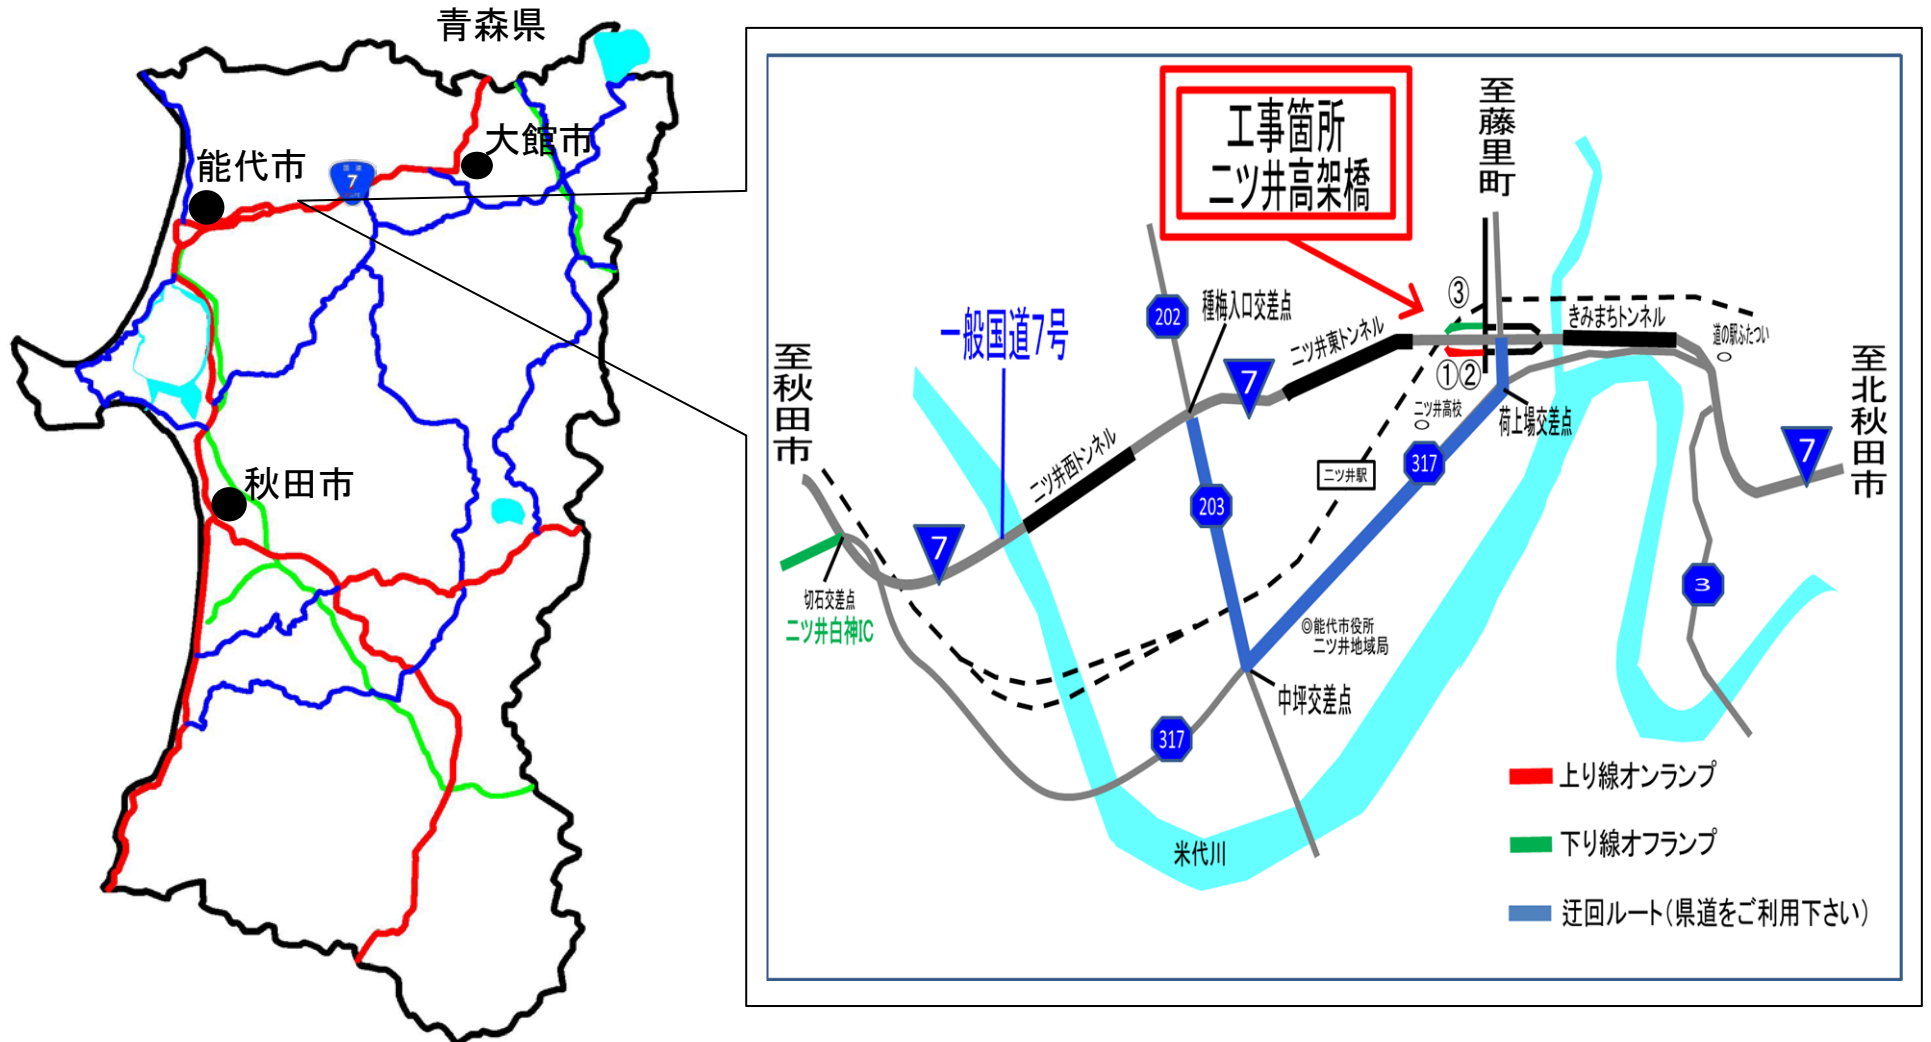 青森県
大館市
能代市
7
秋田市
工事箇所
二ツ井高架橋
至藤里町
③
きみまちトンネル
道の駅ふたつい
202
種梅入口交差点
二ツ井東トンネル
一般国道7号
至秋田市
7
①②
二ツ井高校
荷上場交差点
至北秋田市
7
二ツ井西トンネル
二ツ井駅
317
203
7
3
切石交差点
二ツ井白神IC
◎能代市役所
二ツ井地域局
中坪交差点
317
米代川
上り線オンランプ
下り線オフランプ
迂回ルート(県道をご利用下さい)